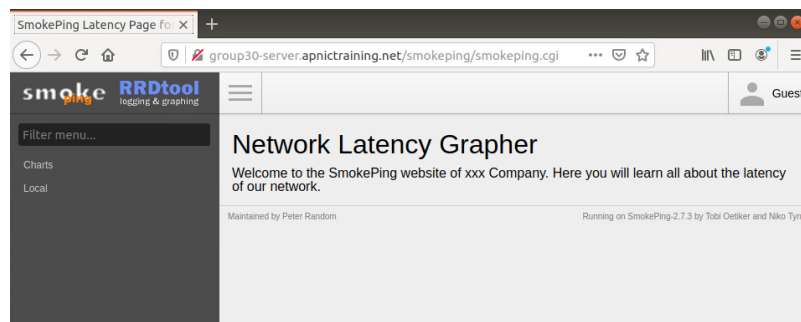 SmokePing Latency Page fo
group30-server.apnictraining.net/smokeping/smokeping.cgi
smokeping
RRDtool
logging & graphing
Guest
Filter menu...
Charts
Local
Network Latency Grapher
Welcome to the SmokePing website of xxx Company. Here you will learn all about the latency
of our network.
Maintained by Peter Random
Running on SmokePing-2.7.3 by Tobi Oetiker and Niko Tyn